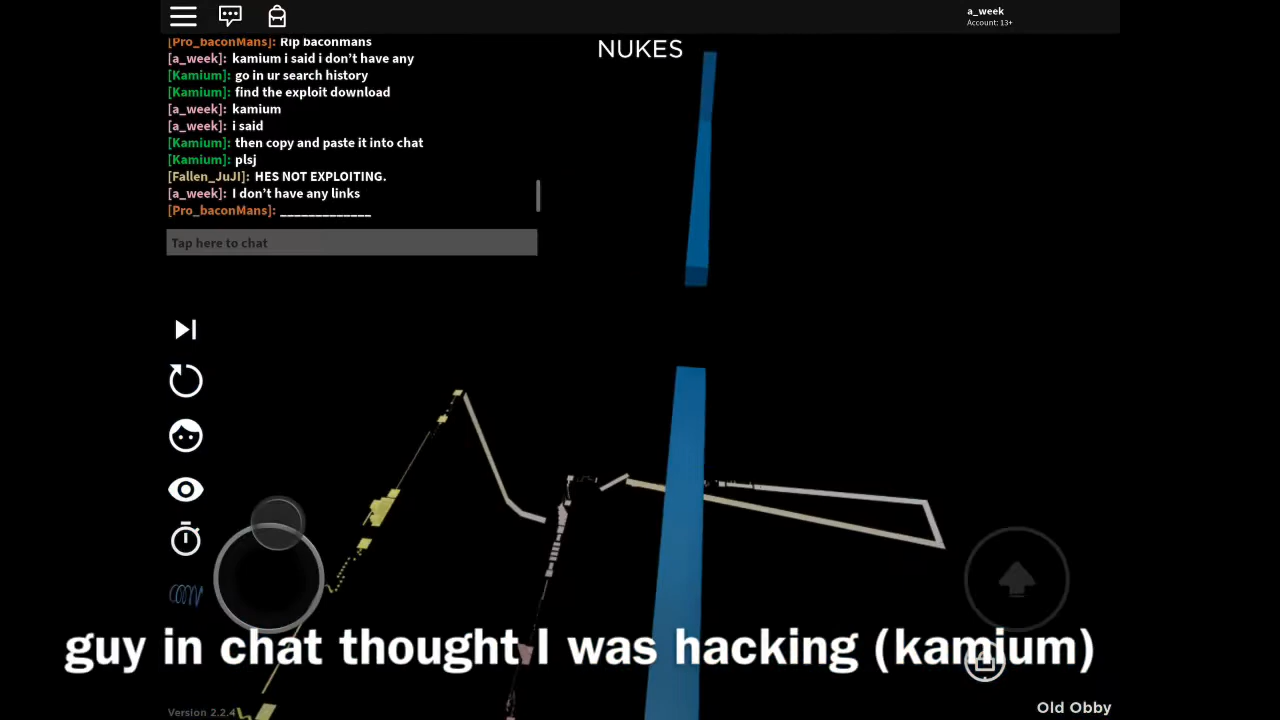 a_week
Account: 13+
NUKES
[Pro_baconMans]: Rip baconmans
[a_week]: kamium i said i don't have any
[Kamium]: go in ur search history
[Kamium]: find the exploit download
[a_week]: kamium
[a_week]: i said
[Kamium]: then copy and paste it into chat
[Kamium]: plsj
[Fallen_JuJI]: HES NOT EXPLOITING.
[a_week]: I don't have any links
[Pro_baconMans]: _____________
Tap here to chat
guy in chat thought I was hacking (kamium)
Version 2.2.4
Old Obby